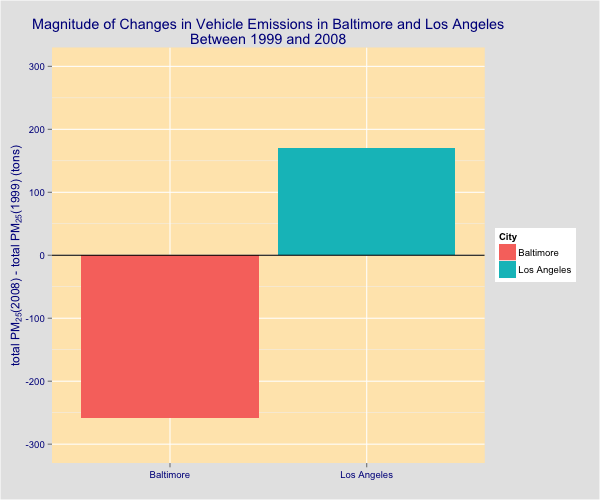 Magnitude of Changes in Vehicle Emissions in Baltimore and Los Angeles
Between 1999 and 2008
total PM25(2008) - total PM25(1999) (tons)
300
200
100
0
-100
-200
-300
Baltimore
Los Angeles
City
Baltimore
Los Angeles